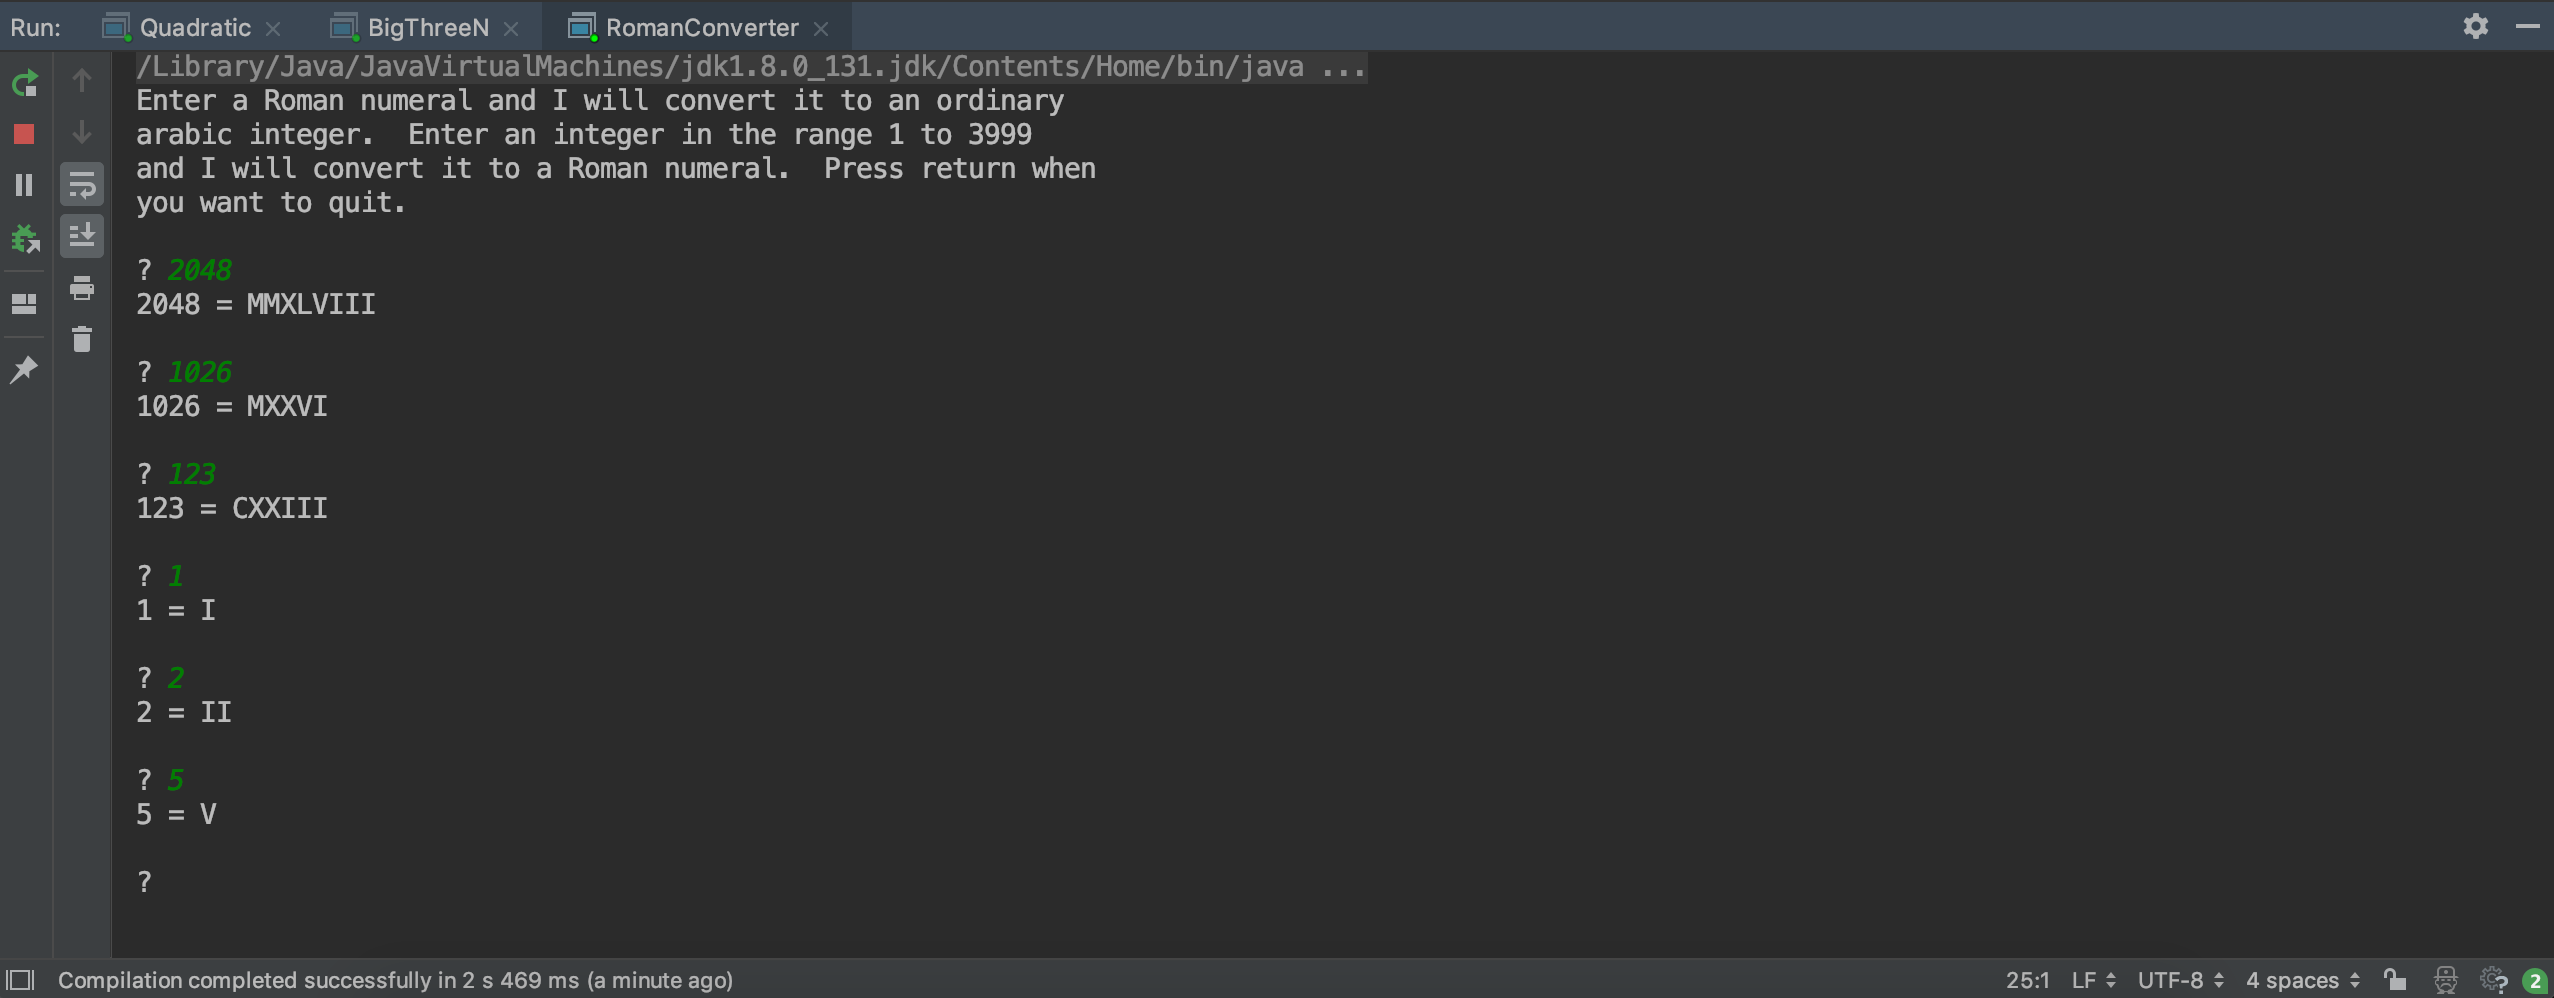 Run: Quadratic BigThreeN RomanConverter
/Library/Java/JavaVirtualMachines/jdk1.8.0_131.jdk/Contents/Home/bin/java ...
Enter a Roman numeral and I will convert it to an ordinary
arabic integer.  Enter an integer in the range 1 to 3999
and I will convert it to a Roman numeral.  Press return when
you want to quit.
? 2048
2048 = MMXLVIII
? 1026
1026 = MXXVI
? 123
123 = CXXIII
? 1
1 = I
? 2
2 = II
? 5
5 = V
?
Compilation completed successfully in 2 s 469 ms (a minute ago) 25:1 LF UTF-8 4 spaces 2